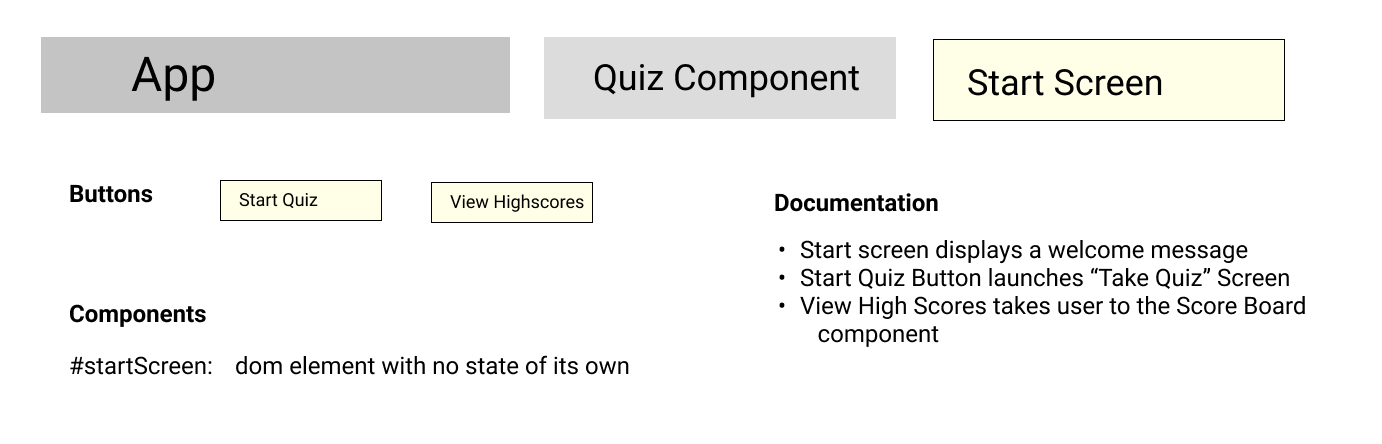 App
Quiz Component
Start Screen
Buttons
Start Quiz
View Highscores
Components
#startScreen: dom element with no state of its own
Documentation
• Start screen displays a welcome message
• Start Quiz Button launches “Take Quiz” Screen
• View High Scores takes user to the Score Board
component